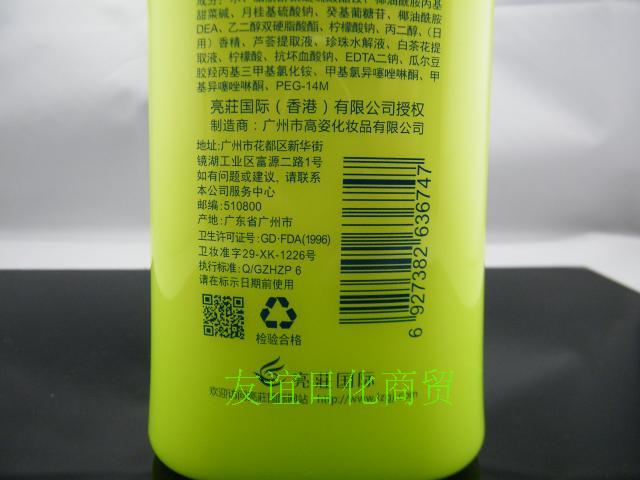 甜菜碱、月桂基硫酸钠、癸基葡糖苷、椰油酰胺
DEA、乙二醇双硬脂酸酯、柠檬酸钠、丙二醇、(日
用)香精、芦荟提取液、珍珠水解液、白茶花提
取液、柠檬酸、抗坏血酸钠、EDTA二钠、瓜尔豆
胶羟丙基三甲基氯化铵、甲基氯异噻唑啉酮、甲
基异噻唑啉酮、PEG-14M
亮莊国际(香港)有限公司授权
制造商:广州市高姿化妆品有限公司
地址:广州市花都区新华街
镜湖工业区富源二路1号
如有问题或建议,请联系
本公司服务中心
邮编:510800
产地:广东省广州市
卫生许可证号:GD·FDA(1996)
卫妆准字29-XK-1226号
执行标准:Q/GZHZP 6
请在标示日期前使用
6 927382 636747
检验合格
亮莊国际
友谊日化商贸